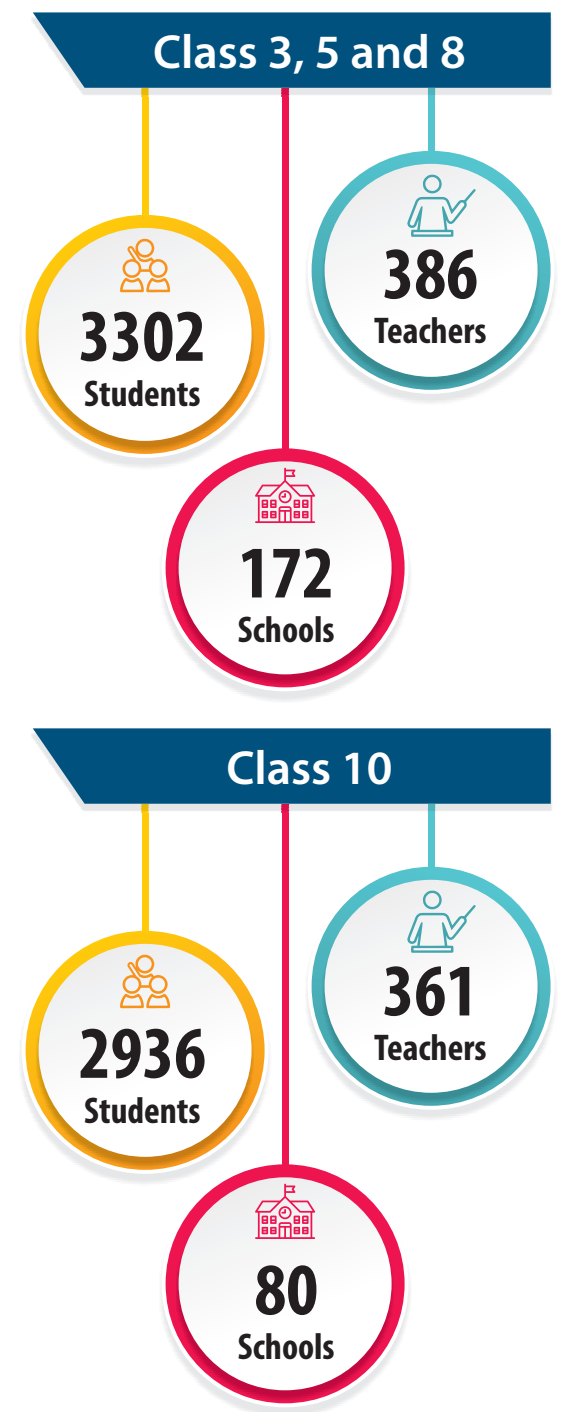 Class 3, 5 and 8
3302
Students
386
Teachers
172
Schools
Class 10
2936
Students
361
Teachers
80
Schools